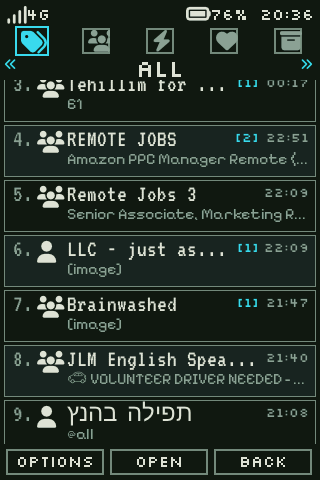 4G 76% 20:36
« ALL »
3. Tehillim for ... [1] 00:17
61
4. REMOTE JOBS [2] 22:51
Amazon PPC Manager Remote (...
5. Remote Jobs 3 22:09
Senior Associate, Marketing R...
6. LLC - just as... [1] 22:09
(image)
7. Brainwashed [1] 21:47
(image)
8. JLM English Spea... 21:40
🚗 VOLUNTEER DRIVER NEEDED - ...
9. תפילה בהנץ 21:08
@all
OPTIONS OPEN BACK